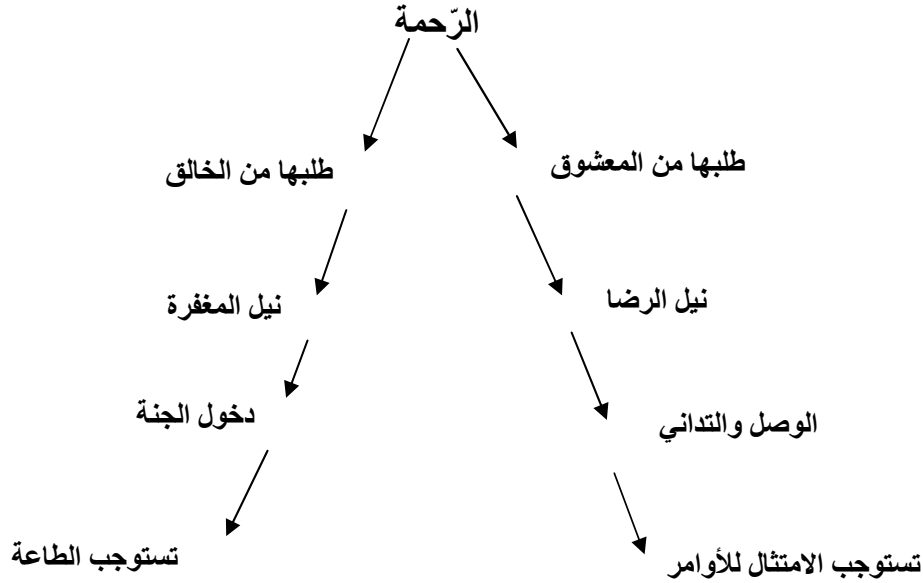 الرّحمة
طلبها من المعشوق
طلبها من الخالق
نيل الرضا
نيل المغفرة
الوصل والتداني
دخول الجنة
تستوجب الامتثال للأوامر
تستوجب الطاعة